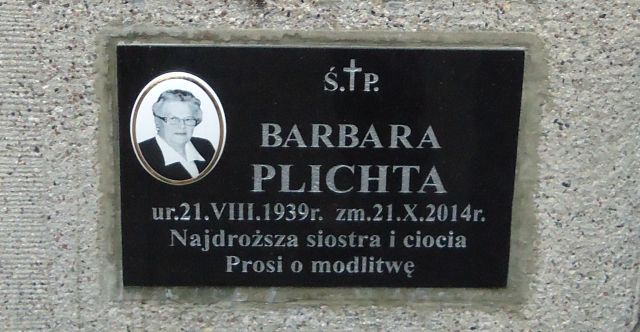 Ś.†P.
BARBARA
PLICHTA
ur.21.VIII.1939r. zm.21.X.2014r.
Najdroższa siostra i ciocia
Prosi o modlitwę